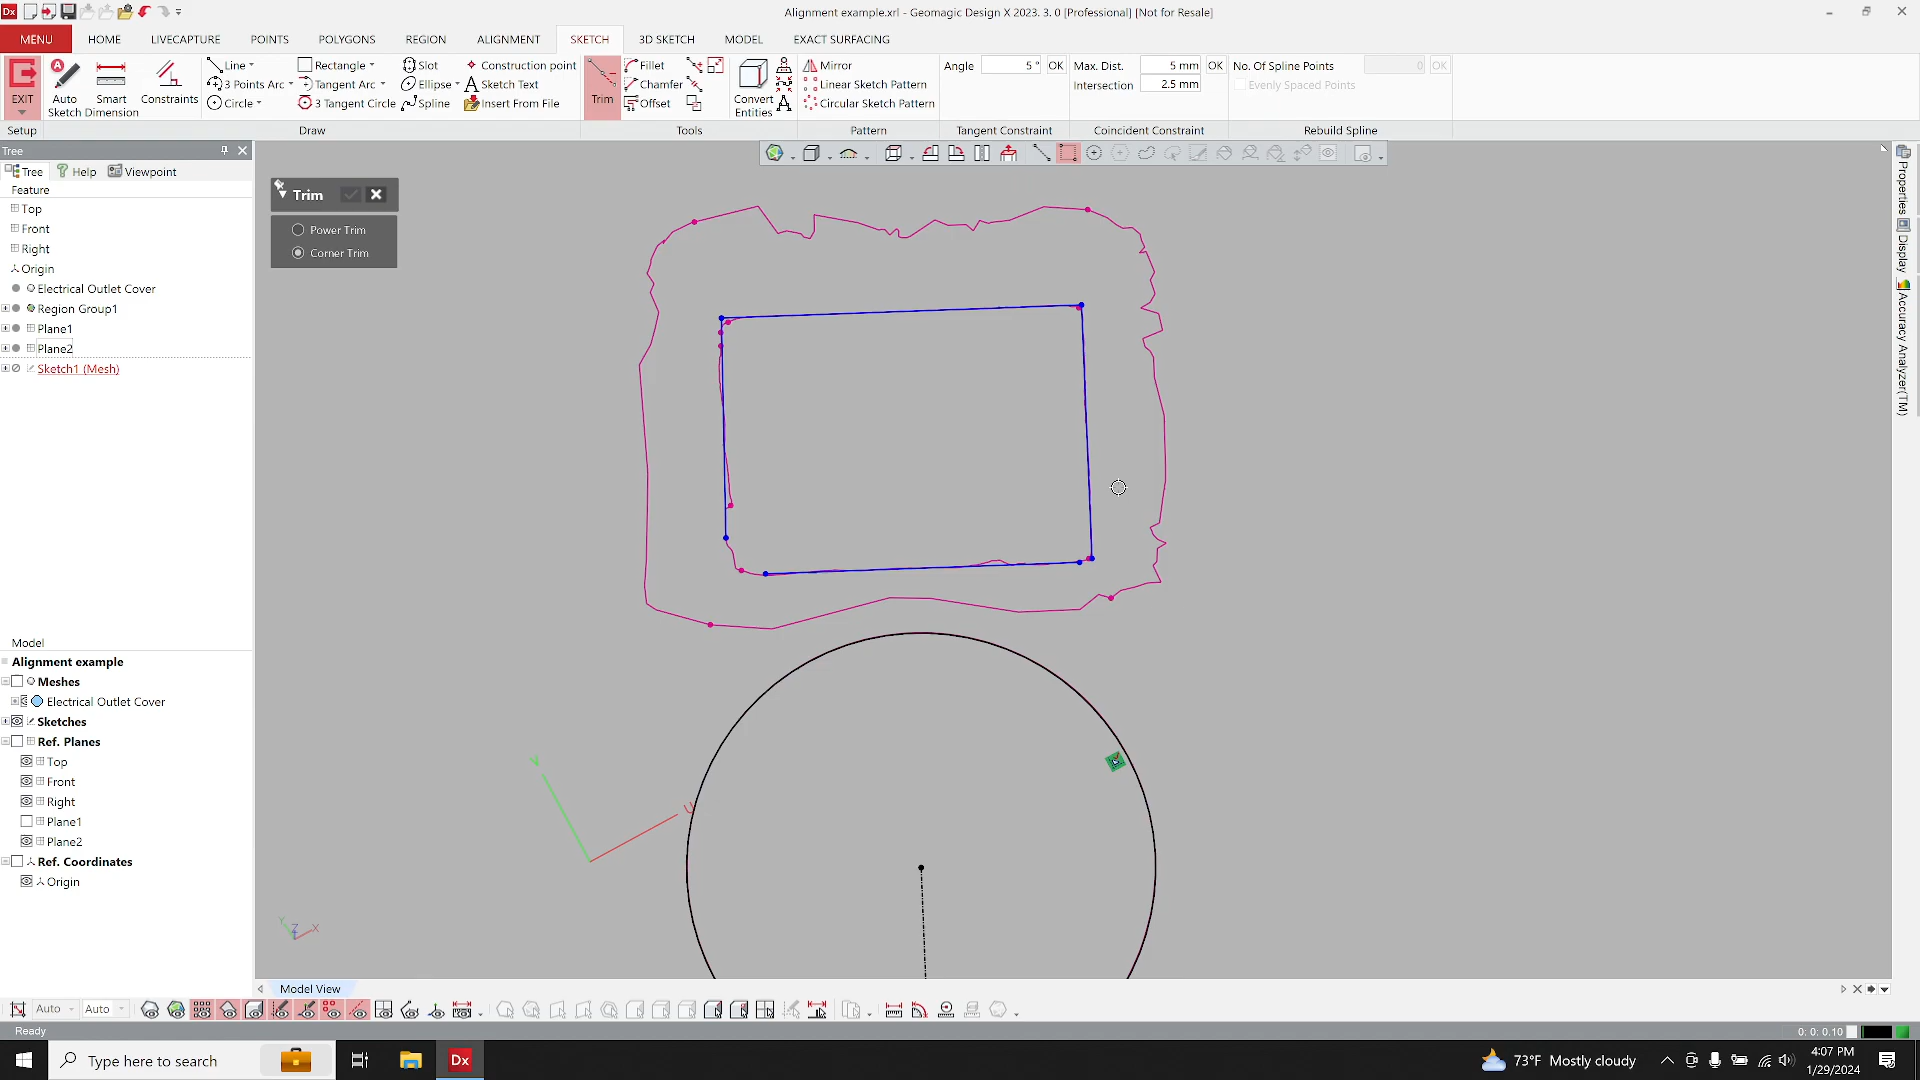 Alignment example.xrl - Geomagic Design X 2023. 3. 0 [Professional] [Not for Resale]
MENU HOME LIVECAPTURE POINTS POLYGONS REGION ALIGNMENT SKETCH 3D SKETCH MODEL EXACT SURFACING
Line Rectangle Slot Construction point Fillet Mirror Angle 5 ° OK Max. Dist. 5 mm OK No. Of Spline Points 0 OK
3 Points Arc Tangent Arc Ellipse Sketch Text Chamfer Linear Sketch Pattern Intersection 2.5 mm Evenly Spaced Points
EXIT Auto Sketch Smart Dimension Constraints Circle 3 Tangent Circle Spline Insert From File Trim Offset Convert Entities Circular Sketch Pattern
Setup Draw Tools Pattern Tangent Constraint Coincident Constraint Rebuild Spline
Tree
Tree Help Viewpoint
Feature
Top
Front
Right
Origin
Electrical Outlet Cover
Region Group1
Plane1
Plane2
Sketch1 (Mesh)
Trim
Power Trim
Corner Trim
Properties
Display
Accuracy Analyzer(TM)
Model
Alignment example
Meshes
Electrical Outlet Cover
Sketches
Ref. Planes
Top
Front
Right
Plane1
Plane2
Ref. Coordinates
Origin
V
U
Y Z X
Model View
Auto Auto
Ready
0: 0: 0.10
Type here to search
Dx
73°F Mostly cloudy
4:07 PM
1/29/2024